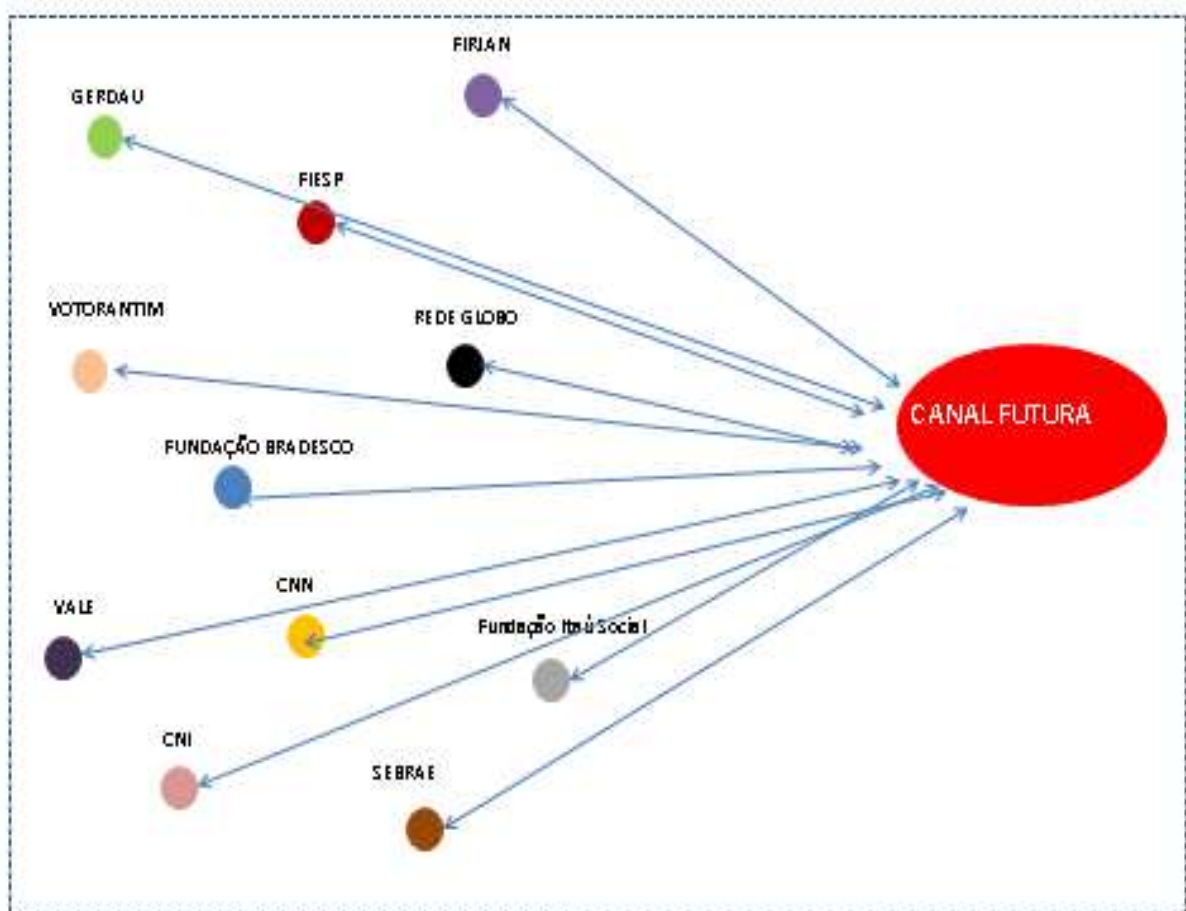 FIRJAN
GERDAU
FIESP
VOTORANTIM
REDE GLOBO
CANAL FUTURA
FUNDAÇÃO BRADESCO
CNN
VALE
Fundação Itaú Social
CNI
SEBRAE